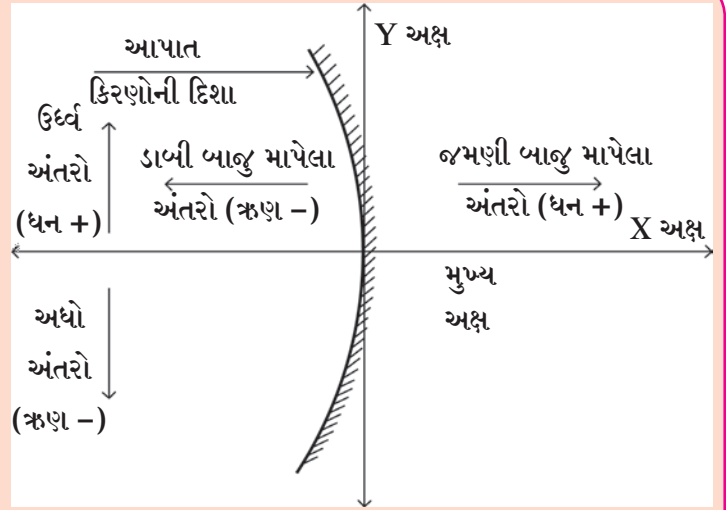 Y અક્ષ
આપાત
કિરણોની દિશા
ઉર્ધ્વ
અંતરો
(ધન +)
ડાબી બાજુ માપેલા
અંતરો (ઋણ –)
જમણી બાજુ માપેલા
અંતરો (ધન +)
X અક્ષ
મુખ્ય
અક્ષ
અધો
અંતરો
(ઋણ –)